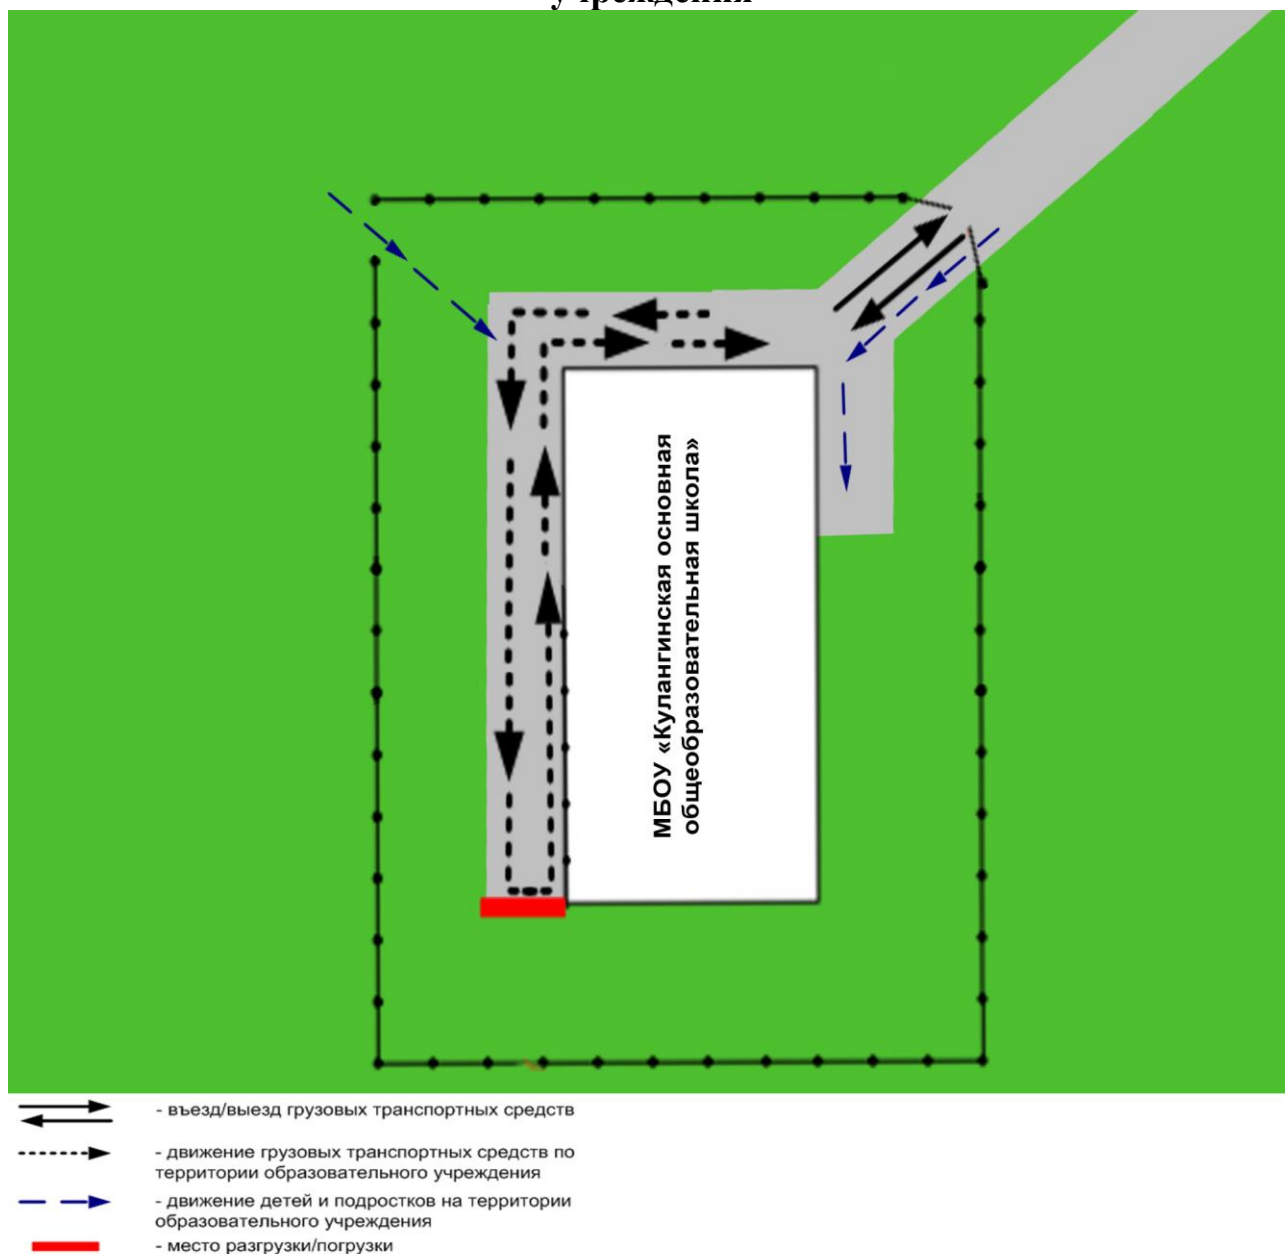 учреждения
МБОУ «Кулангинская основная
общеобразовательная школа»
- въезд/выезд грузовых транспортных средств
- движение грузовых транспортных средств по
территории образовательного учреждения
- движение детей и подростков на территории
образовательного учреждения
- место разгрузки/погрузки